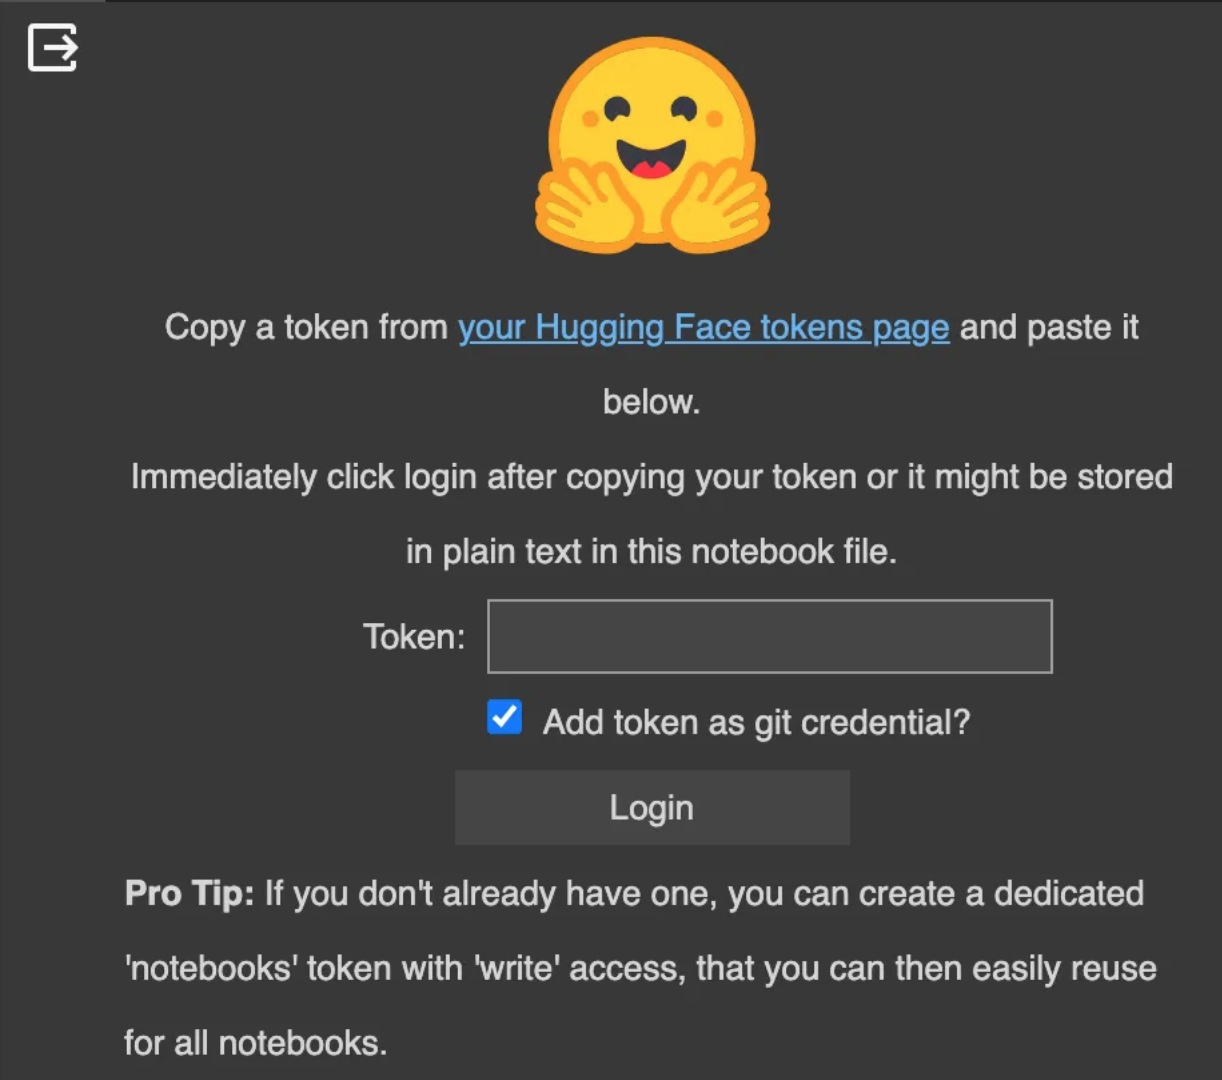 Copy a token from your Hugging Face tokens page and paste it
below.
Immediately click login after copying your token or it might be stored
in plain text in this notebook file.
Token:
Add token as git credential?
Login
Pro Tip: If you don't already have one, you can create a dedicated
'notebooks' token with 'write' access, that you can then easily reuse
for all notebooks.